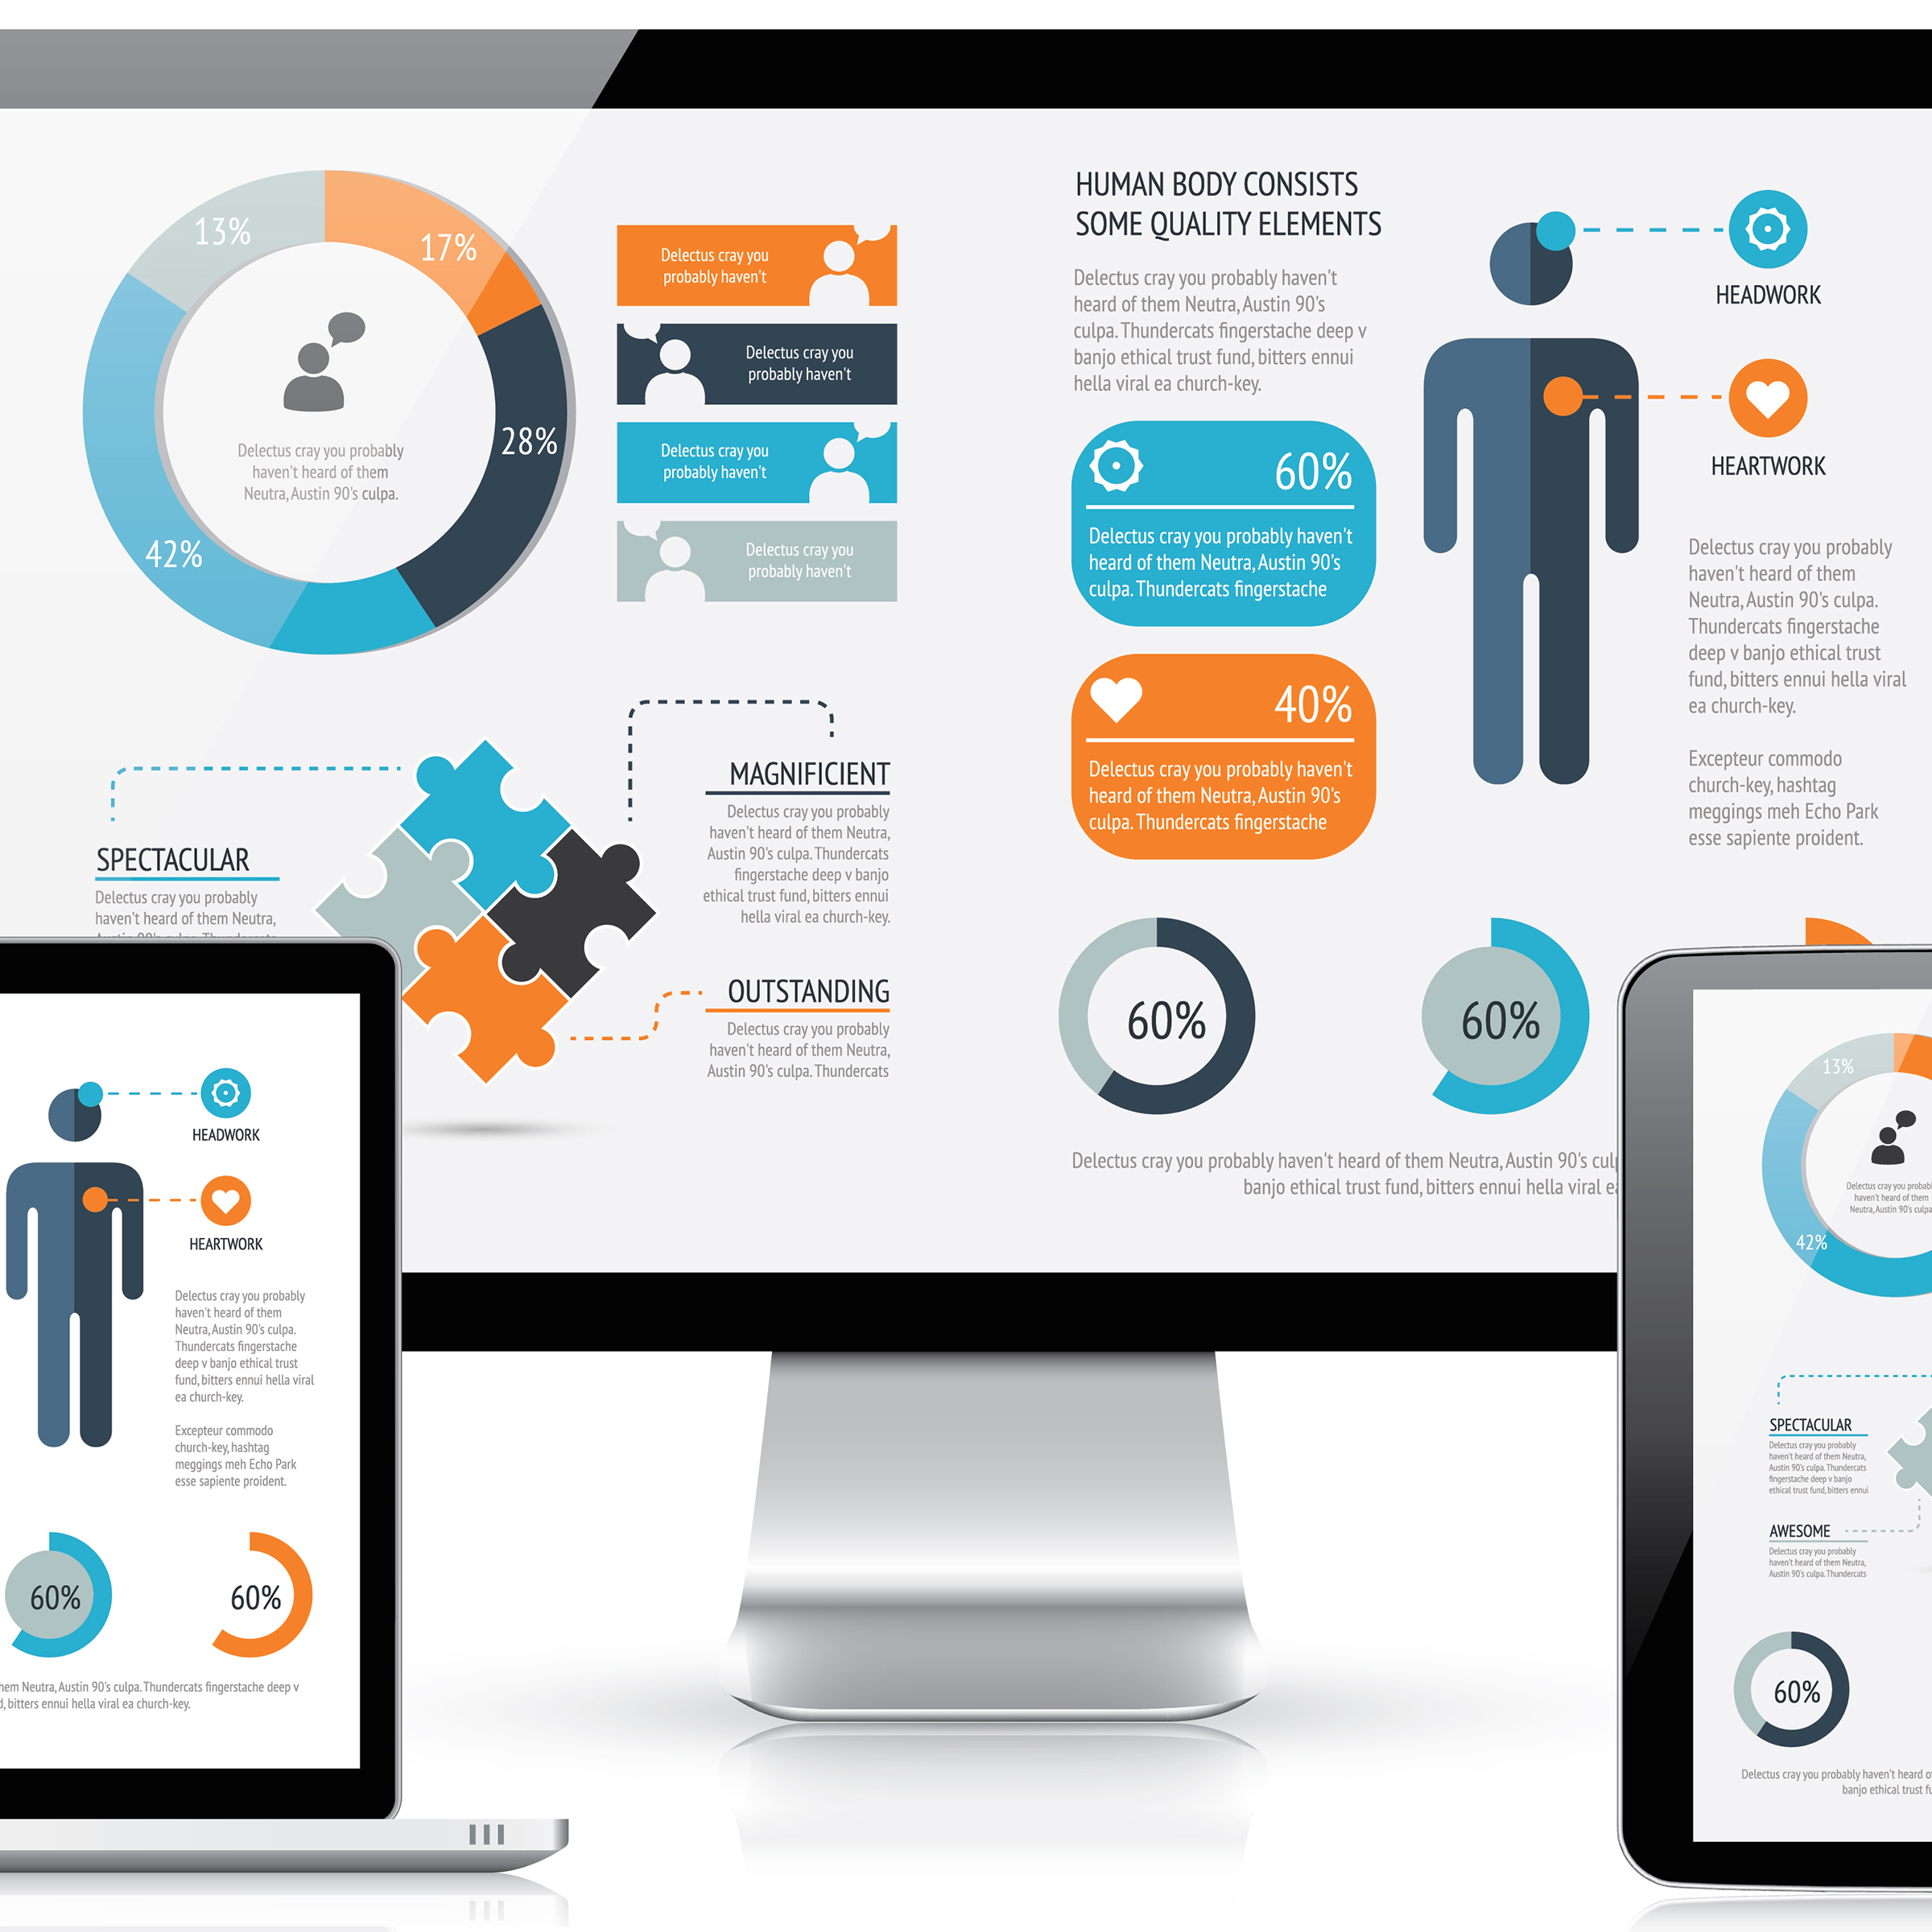 13%
17%
28%
42%
Delectus cray you probably
haven't heard of them
Neutra, Austin 90's culpa.
Delectus cray you
probably haven't
Delectus cray you
probably haven't
Delectus cray you
probably haven't
Delectus cray you
probably haven't
SPECTACULAR
Delectus cray you probably
haven't heard of them Neutra,
Austin 90's culpa. Thundercats
MAGNIFICIENT
Delectus cray you probably
haven't heard of them Neutra,
Austin 90's culpa. Thundercats
fingerstache deep v banjo
ethical trust fund, bitters ennui
hella viral ea church-key.
OUTSTANDING
Delectus cray you probably
haven't heard of them Neutra,
Austin 90's culpa. Thundercats
HUMAN BODY CONSISTS
SOME QUALITY ELEMENTS
Delectus cray you probably haven't
heard of them Neutra, Austin 90's
culpa. Thundercats fingerstache deep v
banjo ethical trust fund, bitters ennui
hella viral ea church-key.
60%
Delectus cray you probably haven't
heard of them Neutra, Austin 90's
culpa. Thundercats fingerstache
40%
Delectus cray you probably haven't
heard of them Neutra, Austin 90's
culpa. Thundercats fingerstache
HEADWORK
HEARTWORK
Delectus cray you probably
haven't heard of them
Neutra, Austin 90's culpa.
Thundercats fingerstache
deep v banjo ethical trust
fund, bitters ennui hella viral
ea church-key.
Excepteur commodo
church-key, hashtag
meggings meh Echo Park
esse sapiente proident.
60%
60%
Delectus cray you probably haven't heard of them Neutra, Austin 90's
banjo ethical trust fund, bitters ennui hella viral
HEADWORK
HEARTWORK
Delectus cray you probably
haven't heard of them
Neutra, Austin 90's culpa.
Thundercats fingerstache
deep v banjo ethical trust
fund, bitters ennui hella viral
ea church-key.
Excepteur commodo
church-key, hashtag
meggings meh Echo Park
esse sapiente proident.
60%
60%
Neutra, Austin 90's culpa. Thundercats fingerstache deep v
bitters ennui hella viral ea church-key.
13%
42%
Delectus cray you
haven't heard of them
Neutra, Austin 90's culpa
SPECTACULAR
Delectus cray you probably
haven't heard of them Neutra,
Austin 90's culpa. Thundercats
fingerstache deep v banjo
ethical trust fund, bitters ennui
AWESOME
Delectus cray you probably
haven't heard of them Neutra,
Austin 90's culpa. Thundercats
60%
Delectus cray you probably haven't heard
banjo ethical trust